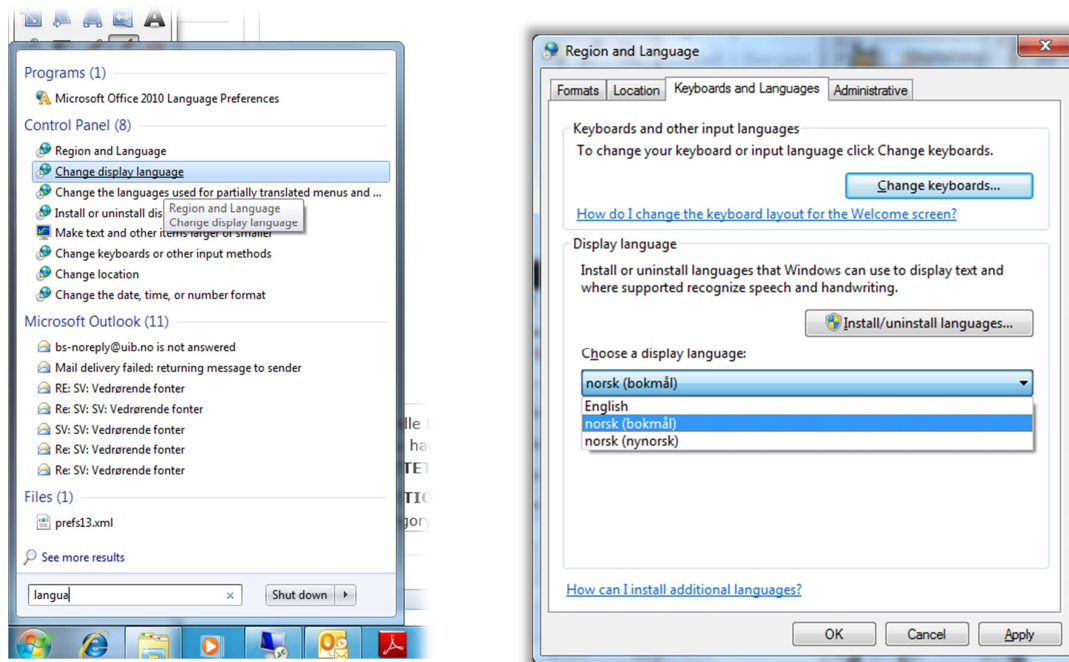 Programs (1)
Microsoft Office 2010 Language Preferences
Control Panel (8)
Region and Language
Change display language
Change the languages used for partially translated menus and ...
Install or uninstall dis
Region and Language
Change display language
Make text and other items larger or smaller
Change keyboards or other input methods
Change location
Change the date, time, or number format
Microsoft Outlook (11)
bs-noreply@uib.no is not answered
Mail delivery failed: returning message to sender
RE: SV: Vedrørende fonter
Re: SV: SV: Vedrørende fonter
SV: SV: Vedrørende fonter
Re: SV: Vedrørende fonter
Re: SV: Vedrørende fonter
Files (1)
prefs13.xml
See more results
langua
Shut down
Region and Language
Formats Location Keyboards and Languages Administrative
Keyboards and other input languages
To change your keyboard or input language click Change keyboards.
Change keyboards...
How do I change the keyboard layout for the Welcome screen?
Display language
Install or uninstall languages that Windows can use to display text and
where supported recognize speech and handwriting.
Install/uninstall languages...
Choose a display language:
norsk (bokmål)
English
norsk (bokmål)
norsk (nynorsk)
How can I install additional languages?
OK Cancel Apply